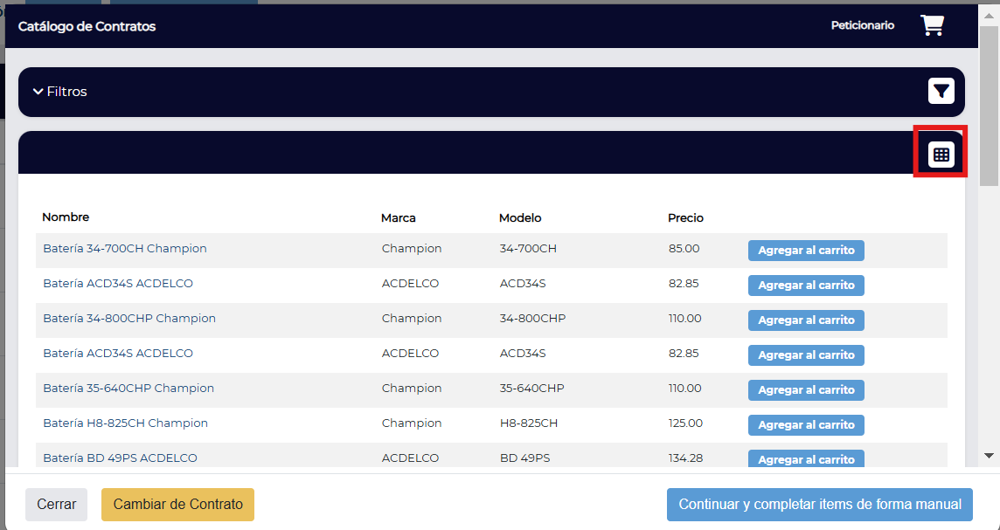 Catálogo de Contratos Peticionario
Filtros
Nombre Marca Modelo Precio
Batería 34-700CH Champion Champion 34-700CH 85.00 Agregar al carrito
Batería ACD34S ACDELCO ACDELCO ACD34S 82.85 Agregar al carrito
Batería 34-800CHP Champion Champion 34-800CHP 110.00 Agregar al carrito
Batería ACD34S ACDELCO ACDELCO ACD34S 82.85 Agregar al carrito
Batería 35-640CHP Champion Champion 35-640CHP 110.00 Agregar al carrito
Batería H8-825CH Champion Champion H8-825CH 125.00 Agregar al carrito
Batería BD 49PS ACDELCO ACDELCO BD 49PS 134.28 Agregar al carrito
Cerrar Cambiar de Contrato Continuar y completar items de forma manual